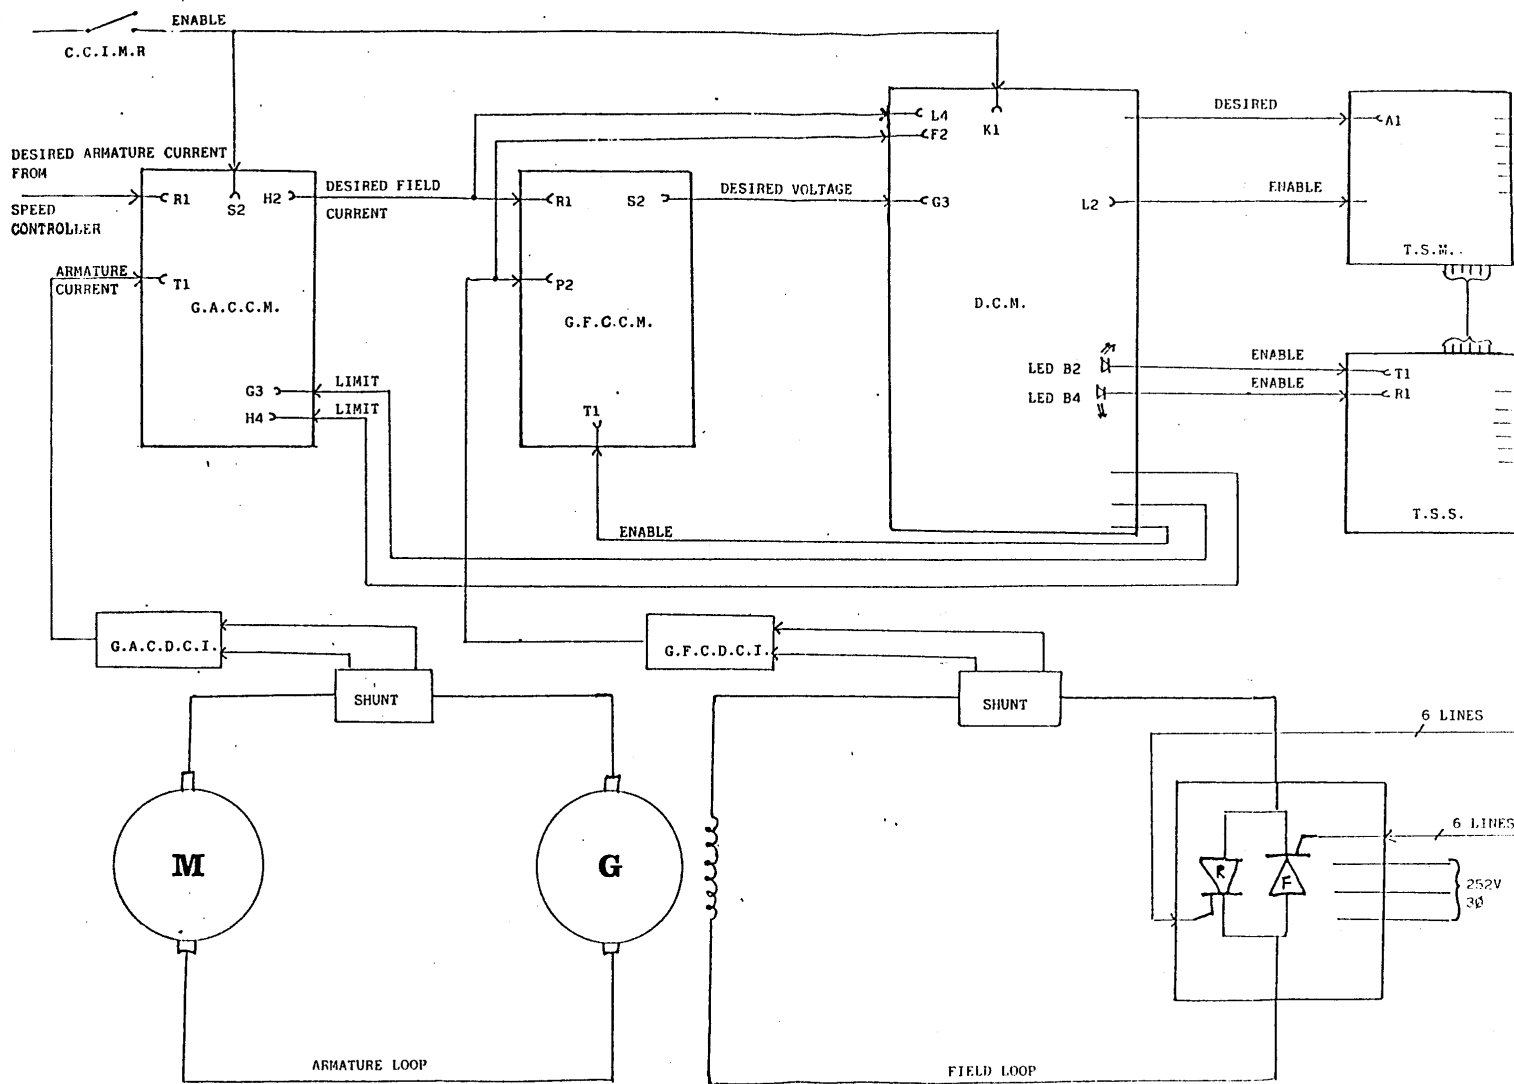 ENABLE
C.C.I.M.R
DESIRED ARMATURE CURRENT
FROM
SPEED
CONTROLLER
R1
S2
H2
DESIRED FIELD
CURRENT
ARMATURE
CURRENT
T1
G.A.C.C.M.
G3
LIMIT
H4
LIMIT
R1
S2
DESIRED VOLTAGE
P2
G.F.C.C.M.
T1
ENABLE
L4
F2
K1
G3
L2
D.C.M.
LED B2
LED B4
DESIRED
A1
ENABLE
T.S.M.
ENABLE
T1
ENABLE
R1
T.S.S.
G.A.C.D.C.I.
SHUNT
G.F.C.D.C.I.
SHUNT
6 LINES
M
G
R
F
6 LINES
252V
3Ø
ARMATURE LOOP
FIELD LOOP